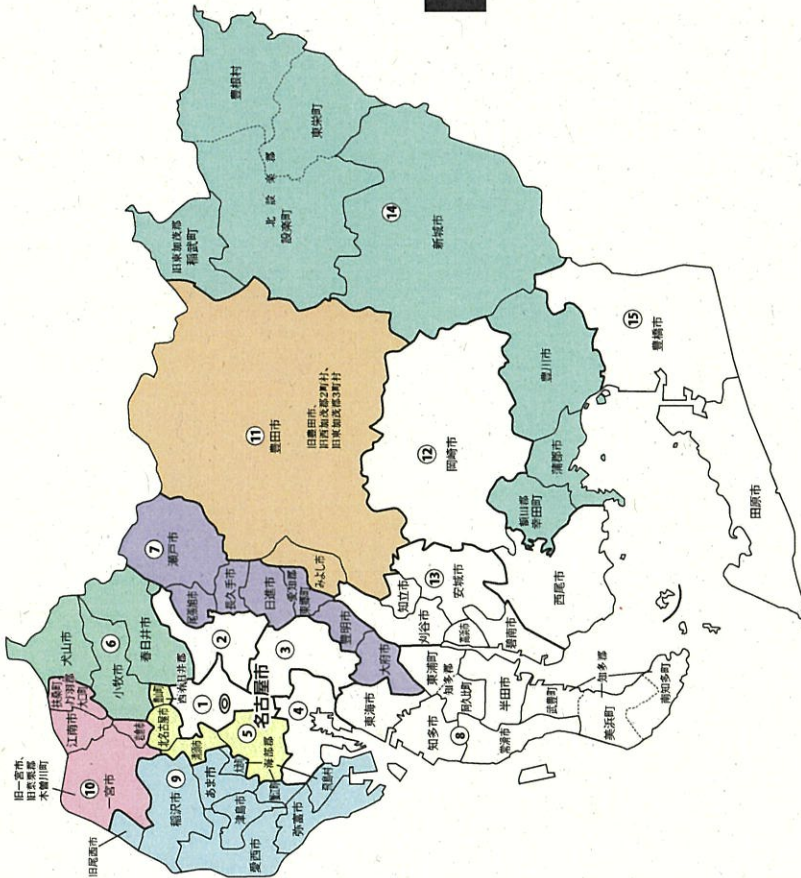 旧一宮市、
旧葉栗郡
木曽川町
旧尾西市
⑩
一宮市
江南市
扶桑町
丹羽郡
大口町
岩倉市
犬山市
⑥
小牧市
春日井市
⑨
稲沢市
あま市
津島市
愛西市
弥富市
飛島村
蟹江町
大治町
海部郡
清須市
北名古屋市
豊山町
西春日井郡
⑤
①
②
③
④
名古屋市
⑦
瀬戸市
尾張旭市
長久手市
日進市
愛知郡
東郷町
豊明市
大府市
みよし市
⑪
豊田市
旧豊田市、
旧西加茂郡2町村、
旧東加茂郡3町村
旧東加茂郡
稲武町
豊根村
東栄町
北設楽郡
設楽町
⑭
新城市
豊川市
蒲郡市
額田郡
幸田町
⑫
岡崎市
⑬
安城市
知立市
刈谷市
高浜市
碧南市
西尾市
⑮
豊橋市
田原市
東海市
東浦町
知多郡
知多市
⑧
阿久比町
半田市
常滑市
武豊町
知多郡
美浜町
南知多町